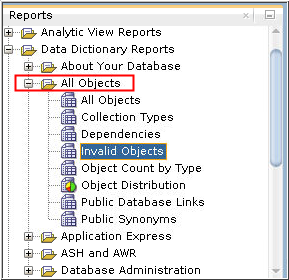 Reports
Analytic View Reports
Data Dictionary Reports
About Your Database
All Objects
All Objects
Collection Types
Dependencies
Invalid Objects
Object Count by Type
Object Distribution
Public Database Links
Public Synonyms
Application Express
ASH and AWR
Database Administration